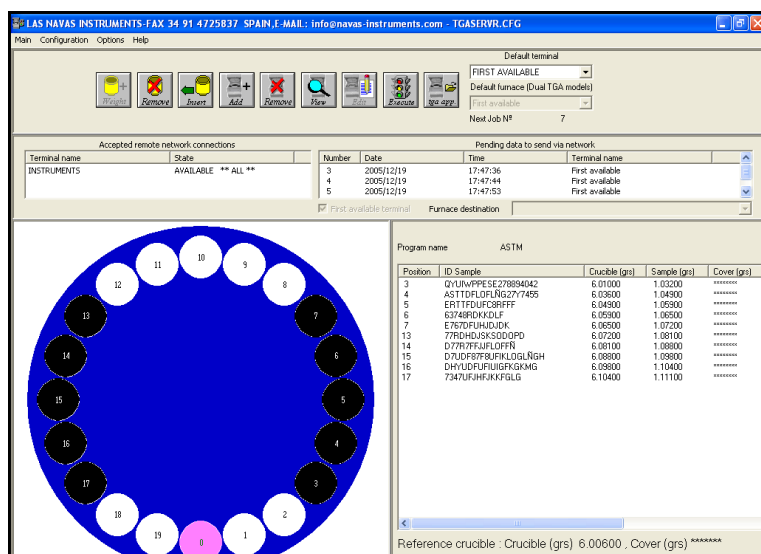 LAS NAVAS INSTRUMENTS-FAX 34 91 4725837 SPAIN,E-MAIL: info@navas-instruments.com - TGASERVR.CFG
Main Configuration Options Help
Default terminal
FIRST AVAILABLE
Default furnace (Dual TGA models)
First available
Next Job Nº 7
Weight Remove Insert Add Remove View Edit Execute tga app.
Accepted remote network connections
Terminal name State
INSTRUMENTS AVAILABLE ** ALL **
Pending data to send via network
Number Date Time Terminal name
3 2005/12/19 17:47:36 First available
4 2005/12/19 17:47:44 First available
5 2005/12/19 17:47:53 First available
First available terminal Furnace destination
10
11 9
12 8
13 7
14 6
15 5
16 4
17 3
18 2
19 1
0
Program name ASTM
Position ID Sample Crucible (grs) Sample (grs) Cover (grs)
3 QYUIWPPESE278894042 6.01000 1.03200 ********
4 ASTTDFLOFLÑG27Y7455 6.03600 1.04900 ********
5 ERTTFDUFC8RFFF 6.04900 1.05900 ********
6 63748RDKKDLF 6.05900 1.06500 ********
7 E767DFUHJDJDK 6.06500 1.07200 ********
13 77RDHDJSKSODOPD 6.07200 1.08100 ********
14 D77R7FFJJFLOFFÑ 6.08100 1.08800 ********
15 D7UDF87F8UFIKLOGLÑGH 6.08800 1.09800 ********
16 DHYUDFUFIUIGFKGKMG 6.09800 1.10400 ********
17 7347UFJHFJKKFGLG 6.10400 1.11100 ********
Reference crucible : Crucible (grs) 6.00600 , Cover (grs) *******